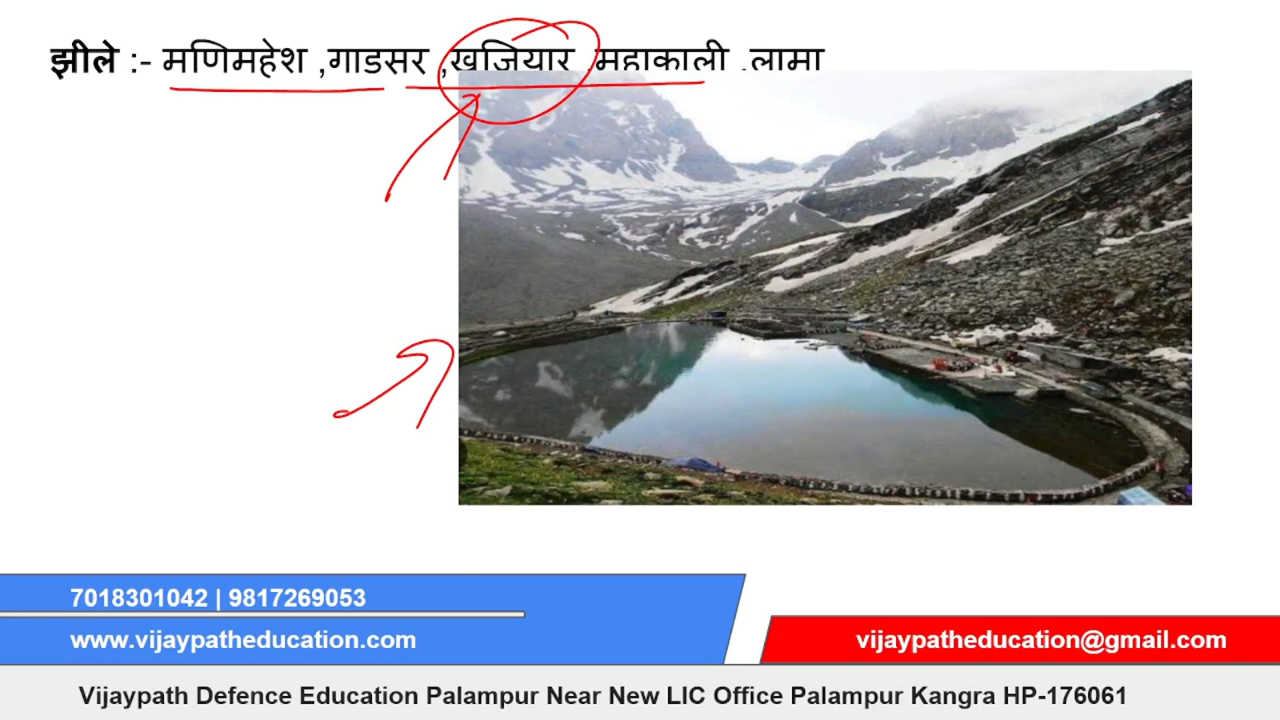 झीले :- मणिमहेश ,गाडसर ,खजियार ,महाकाली ,लामा
7018301042 | 9817269053
www.vijaypatheducation.com
vijaypatheducation@gmail.com
Vijaypath Defence Education Palampur Near New LIC Office Palampur Kangra HP-176061